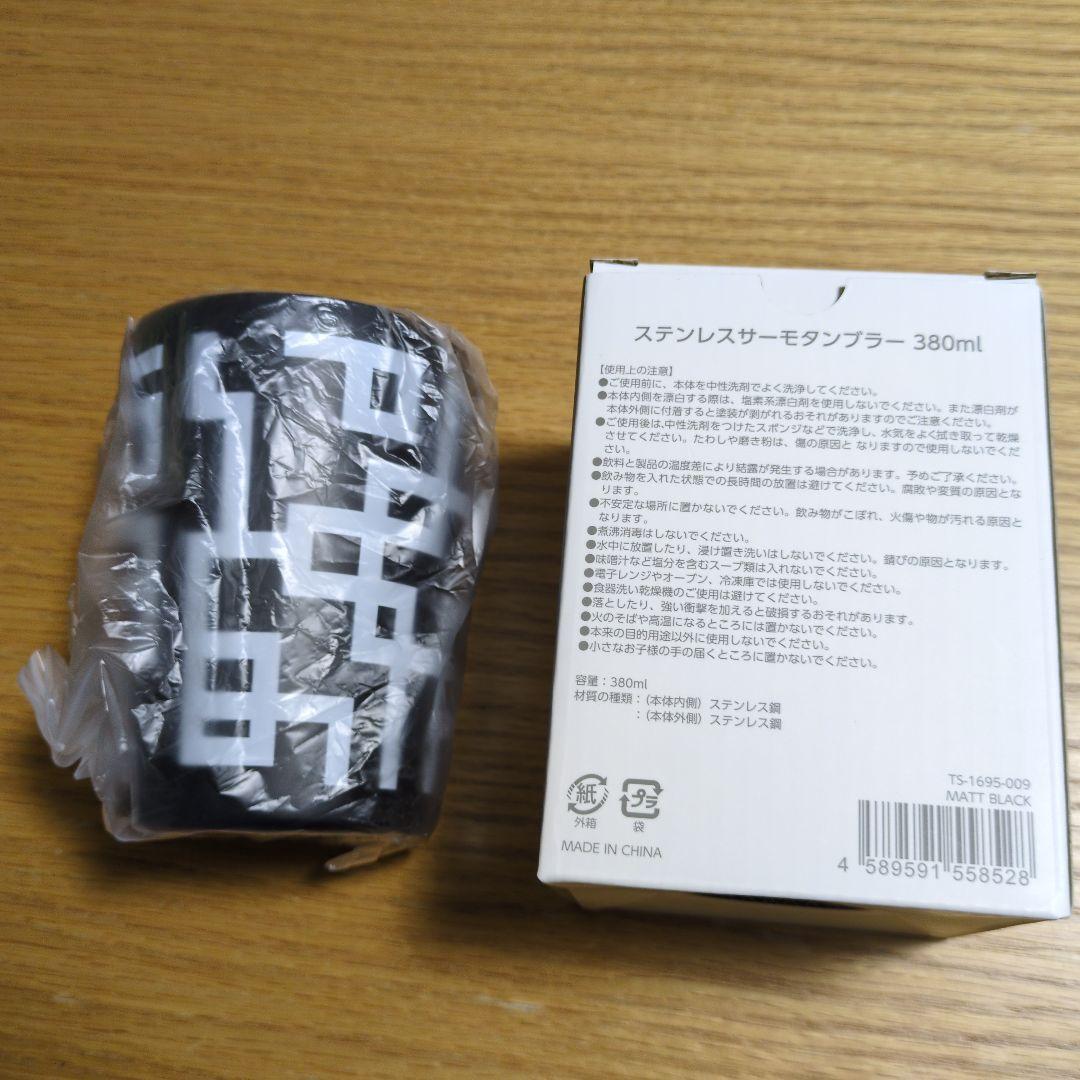 ステンレスサーモタンブラー 380ml
【使用上の注意】
●ご使用前に、本体を中性洗剤でよく洗浄してください。
●本体内側を漂白する際は、塩素系漂白剤を使用しないでください。また漂白剤が
本体外側に付着すると塗装が剥がれるおそれがありますのでご注意ください。
●ご使用後は、中性洗剤をつけたスポンジなどで洗浄し、水気をよく拭き取って乾燥
させてください。たわしや磨き粉は、傷の原因と なりますので使用しないでくだ
さい。
●飲料と製品の温度差により結露が発生する場合があります。予めご了承ください。
●飲み物を入れた状態での長時間の放置は避けてください。腐敗や変質の原因とな
ります。
●不安定な場所に置かないでください。飲み物がこぼれ、火傷や物が汚れる原因と
なります。
●煮沸消毒はしないでください。
●水中に放置したり、浸け置き洗いはしないでください。錆びの原因となります。
●味噌汁など塩分を含むスープ類は入れないでください。
●電子レンジやオーブン、冷凍庫では使用しないでください。
●食器洗い乾燥機のご使用は避けてください。
●落としたり、強い衝撃を加えると破損するおそれがあります。
●火のそばや高温になるところには置かないでください。
●本来の目的用途以外に使用しないでください。
●小さなお子様の手の届くところに置かないでください。
容量：380ml
材質の種類：（本体内側）ステンレス鋼
：（本体外側）ステンレス鋼
紙
外箱
プラ
袋
MADE IN CHINA
TS-1695-009
MATT BLACK
4 589591 558528